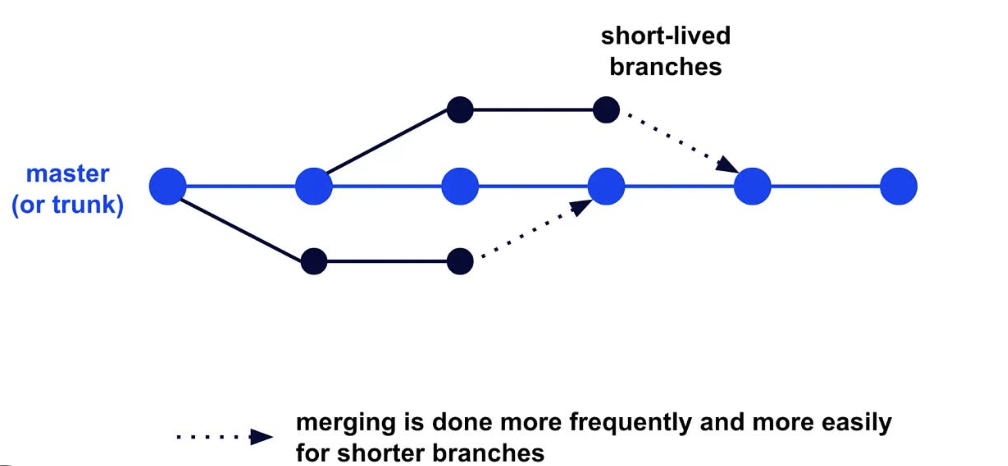 short-lived
branches
master
(or trunk)
merging is done more frequently and more easily
for shorter branches